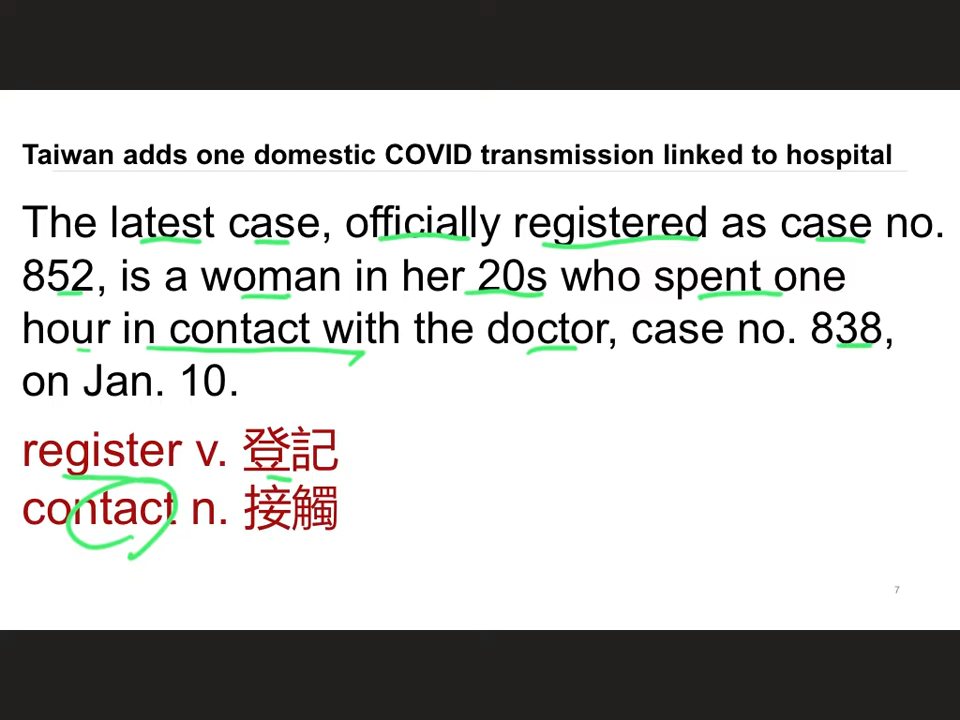 Taiwan adds one domestic COVID transmission linked to hospital
The latest case, officially registered as case no.
852, is a woman in her 20s who spent one
hour in contact with the doctor, case no. 838,
on Jan. 10.
register v. 登記
contact n. 接觸
7